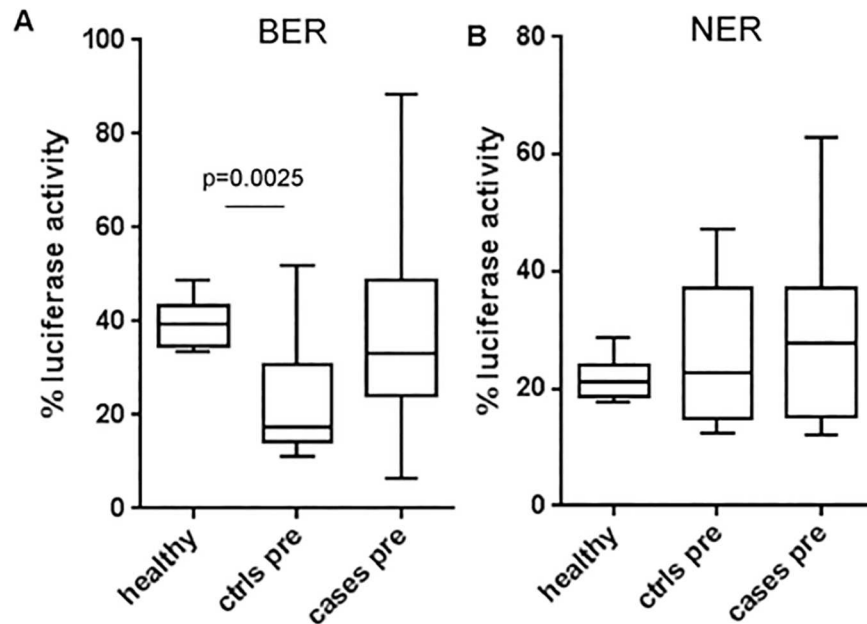 A
BER
% luciferase activity
100
80
60
40
20
0
p=0.0025
healthy
ctrls pre
cases pre
B
NER
% luciferase activity
80
60
40
20
0
healthy
ctrls pre
cases pre